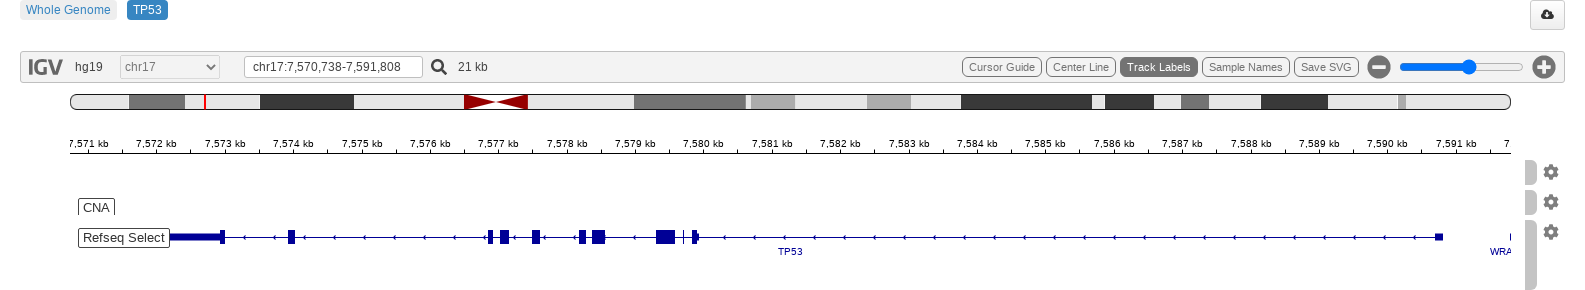 Whole Genome TP53
IGV hg19 chr17 chr17:7,570,738-7,591,808 21 kb Cursor Guide Center Line Track Labels Sample Names Save SVG
7,571 kb 7,572 kb 7,573 kb 7,574 kb 7,575 kb 7,576 kb 7,577 kb 7,578 kb 7,579 kb 7,580 kb 7,581 kb 7,582 kb 7,583 kb 7,584 kb 7,585 kb 7,586 kb 7,587 kb 7,588 kb 7,589 kb 7,590 kb 7,591 kb 7
CNA
Refseq Select
TP53 WRA